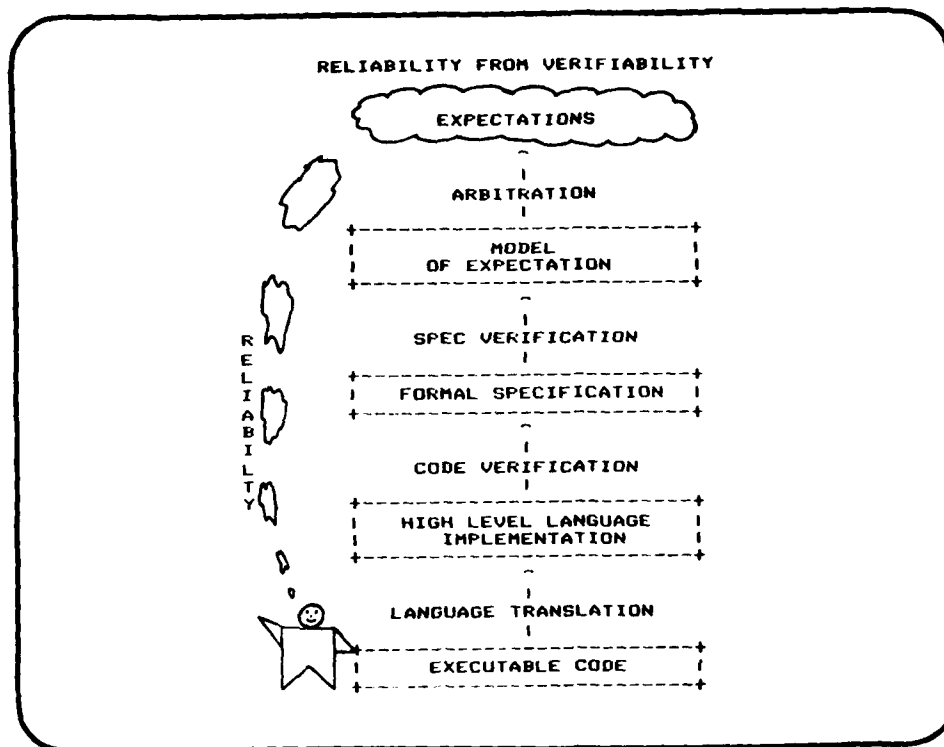 RELIABILITY FROM VERIFIABILITY
EXPECTATIONS
ARBITRATION
MODEL
OF EXPECTATION
SPEC VERIFICATION
FORMAL SPECIFICATION
CODE VERIFICATION
HIGH LEVEL LANGUAGE
IMPLEMENTATION
LANGUAGE TRANSLATION
EXECUTABLE CODE
RELIABILTY